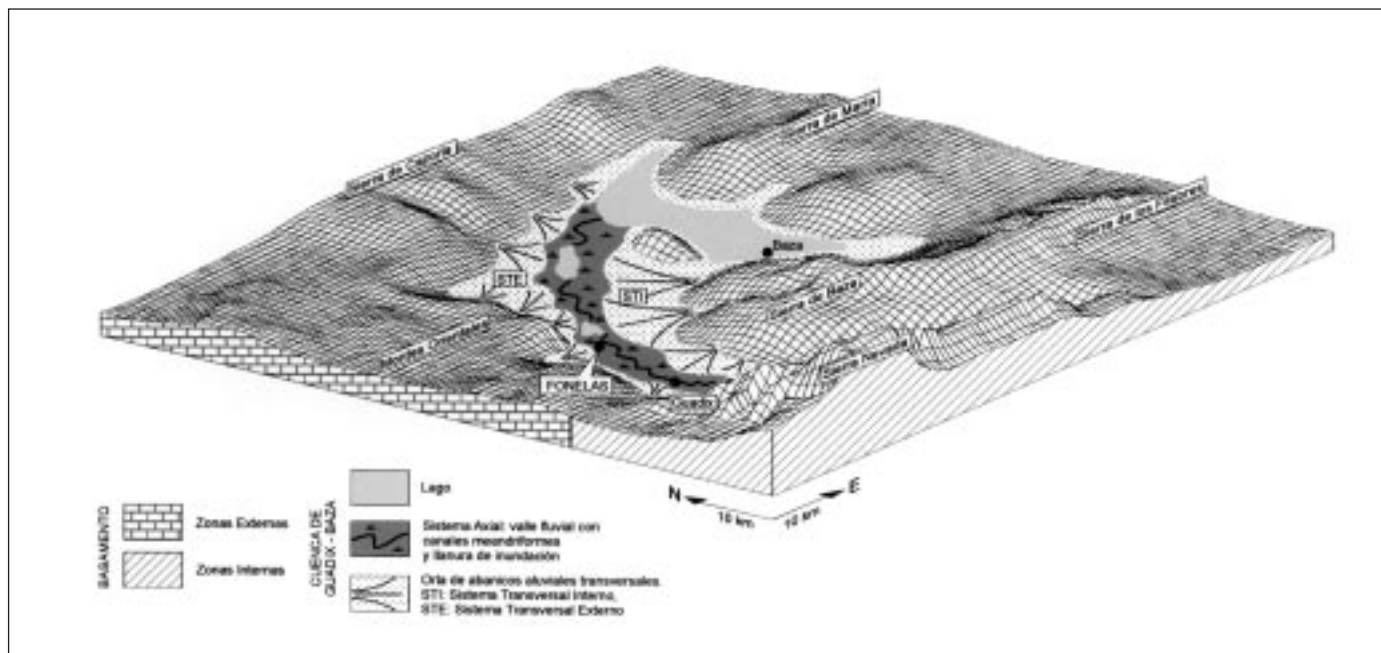 Sierra de María
Sierra de Cazorla
Sierra de los Filabres
Baza
STE
STI
Sierra de Baza
Montes Orientales
Sierra Nevada
FONELAS
Guadix
N
E
10 km.
10 km.
BASAMENTO
Zonas Externas
Zonas Internas
CUENCA DE
GUADIX - BAZA
Lago
Sistema Axial: valle fluvial con
canales meandriformes
y llanura de inundación
Orla de abanicos aluviales transversales.
STI: Sistema Transversal Interno,
STE: Sistema Transversal Externo